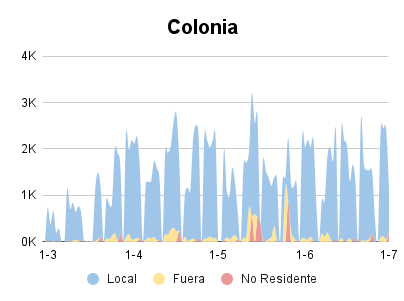 Colonia
4K
3K
2K
1K
0K
1-3 1-4 1-5 1-6 1-7
Local Fuera No Residente